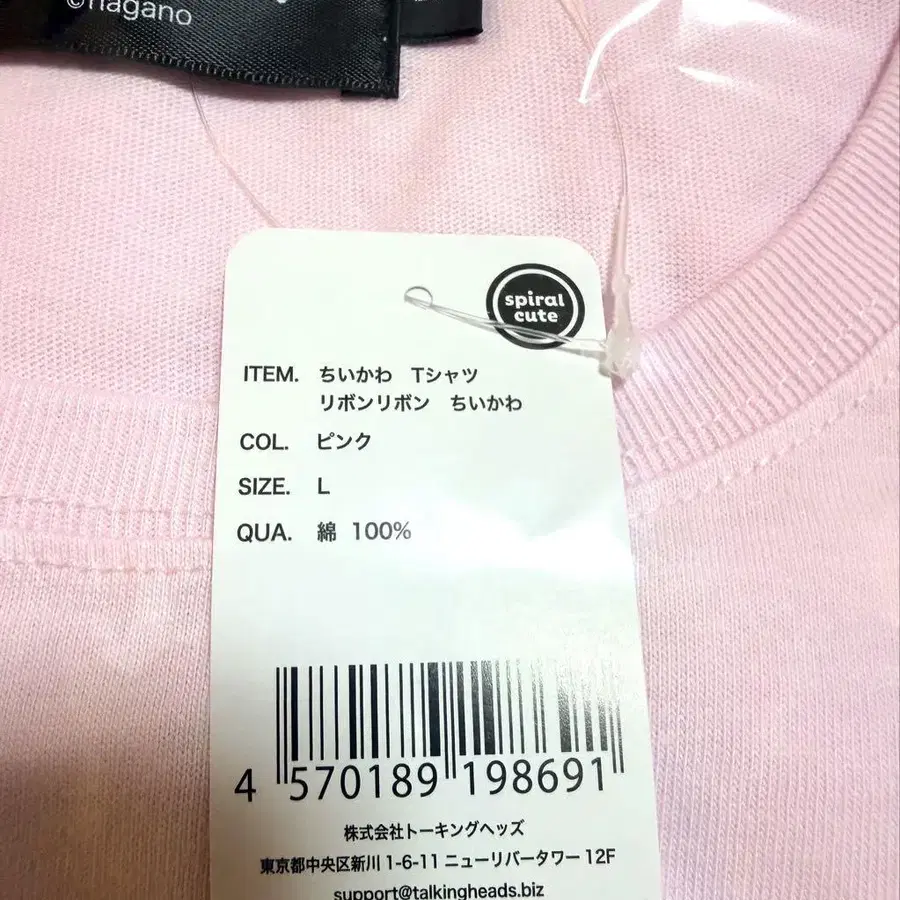 ©nagano
spiral
cute
ITEM. ちいかわ Tシャツ
リボンリボン ちいかわ
COL. ピンク
SIZE. L
QUA. 綿 100%
4 570189 198691
株式会社トーキングヘッズ
東京都中央区新川1-6-11 ニューリバータワー 12F
support@talkingheads.biz